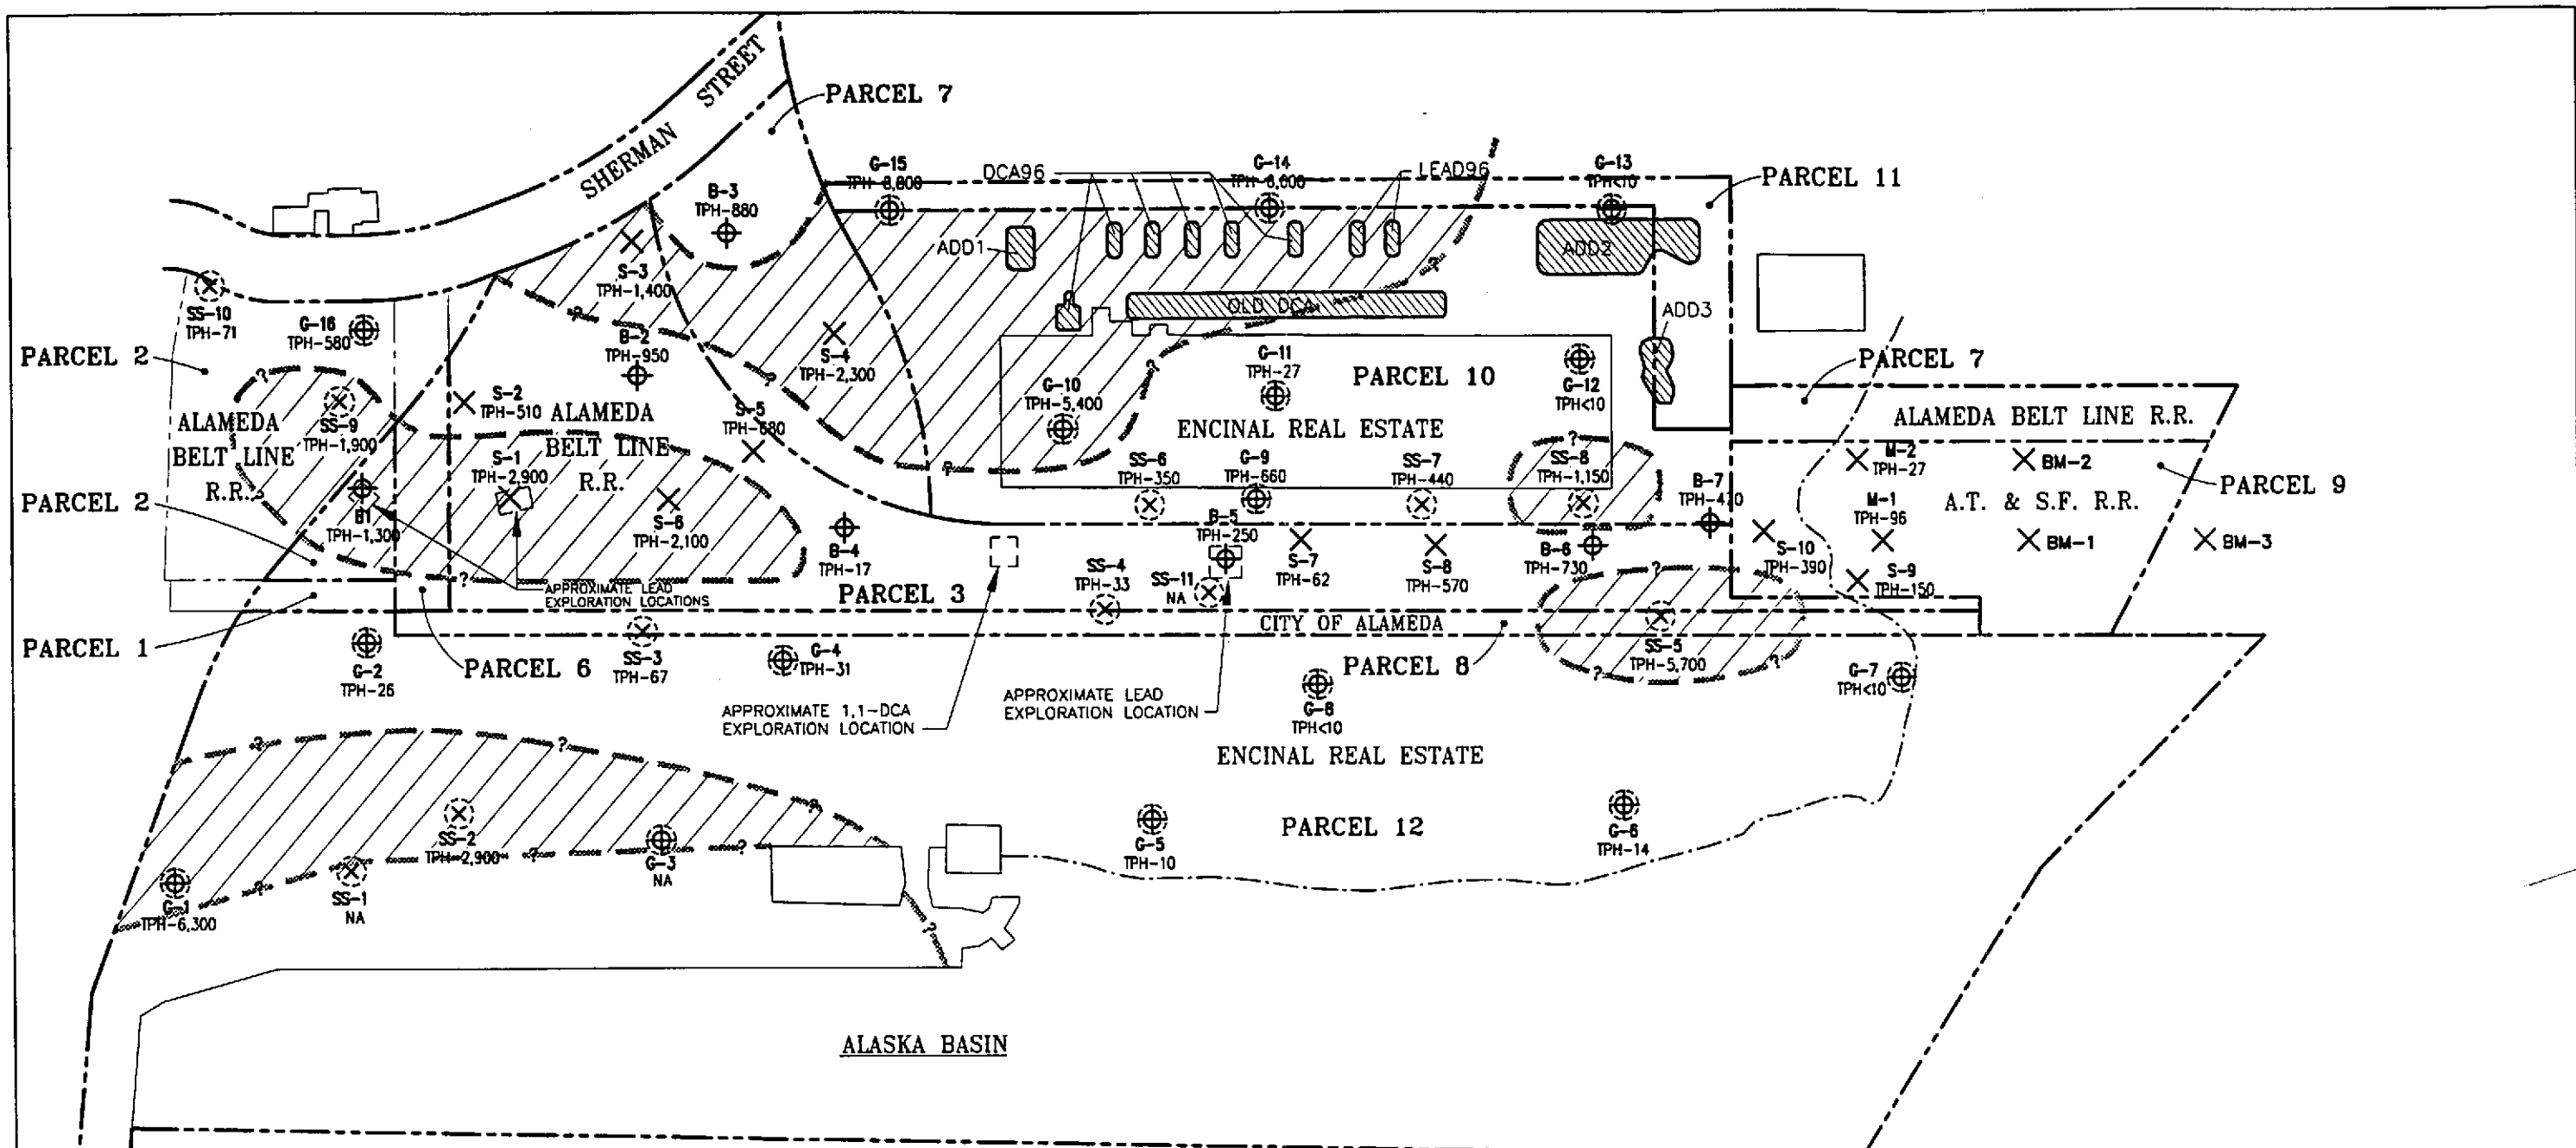 SHERMAN STREET
PARCEL 7
G-15
DCA96
G-14
LEAD96
G-13
TPH<10
PARCEL 11
B-3
TPH-880
ADD1
ADD2
S-3
TPH-1,400
SS-10
TPH-71
G-16
TPH-580
OLD DCA
ADD3
PARCEL 2
B-2
TPH-950
S-4
TPH-2,300
G-11
TPH-27
PARCEL 10
G-12
TPH<10
PARCEL 7
G-10
TPH-5,400
S-2
TPH-510
ALAMEDA
BELT LINE
R.R.
S-5
TPH-680
ENCINAL REAL ESTATE
ALAMEDA BELT LINE R.R.
ALAMEDA
BELT LINE
R.R.
SS-9
TPH-1,900
S-1
TPH-2,900
SS-6
TPH-350
G-9
TPH-660
SS-7
TPH-440
SS-8
TPH-1,150
M-2
TPH-27
BM-2
PARCEL 9
PARCEL 2
B1
TPH-1,300
S-6
TPH-2,100
B-4
TPH-17
B-5
TPH-250
B-7
M-1
TPH-96
A.T. & S.F. R.R.
S-7
TPH-62
S-8
TPH-570
B-6
TPH-730
S-10
TPH-390
BM-1
BM-3
S-9
TPH-150
SS-4
TPH-33
SS-11
NA
APPROXIMATE LEAD
EXPLORATION LOCATIONS
PARCEL 3
PARCEL 1
CITY OF ALAMEDA
G-2
TPH-26
PARCEL 6
SS-3
TPH-67
G-4
TPH-31
PARCEL 8
SS-5
TPH-5,700
G-7
TPH<10
APPROXIMATE 1,1-DCA
EXPLORATION LOCATION
APPROXIMATE LEAD
EXPLORATION LOCATION
G-8
TPH<10
ENCINAL REAL ESTATE
SS-2
TPH-2,900
G-3
NA
G-5
TPH-10
PARCEL 12
G-6
TPH-14
G-1
TPH-6,300
SS-1
NA
ALASKA BASIN